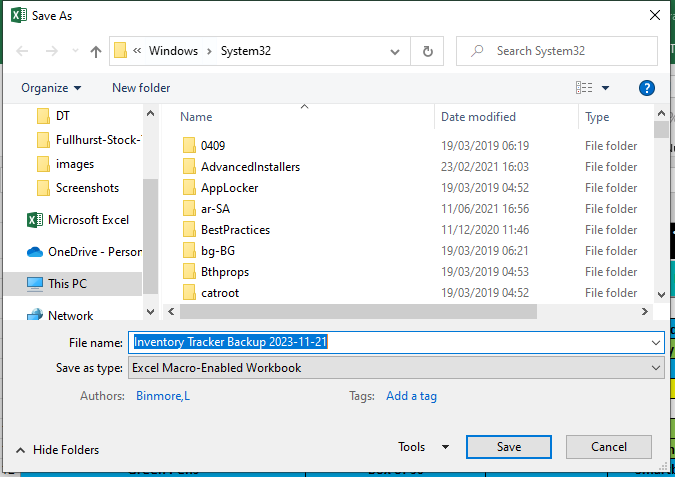 Save As
« Windows › System32
Search System32
Organize
New folder
Name
Date modified
Type
DT
Fullhurst-Stock-
images
Screenshots
Microsoft Excel
OneDrive - Person
This PC
Network
0409 19/03/2019 06:19 File folder
AdvancedInstallers 23/02/2021 16:03 File folder
AppLocker 19/03/2019 04:52 File folder
ar-SA 11/06/2021 16:56 File folder
BestPractices 11/12/2020 11:46 File folder
bg-BG 19/03/2019 06:21 File folder
Bthprops 19/03/2019 04:53 File folder
catroot 19/03/2019 04:52 File folder
File name: Inventory Tracker Backup 2023-11-21
Save as type: Excel Macro-Enabled Workbook
Authors: Binmore,L
Tags: Add a tag
Hide Folders
Tools
Save
Cancel